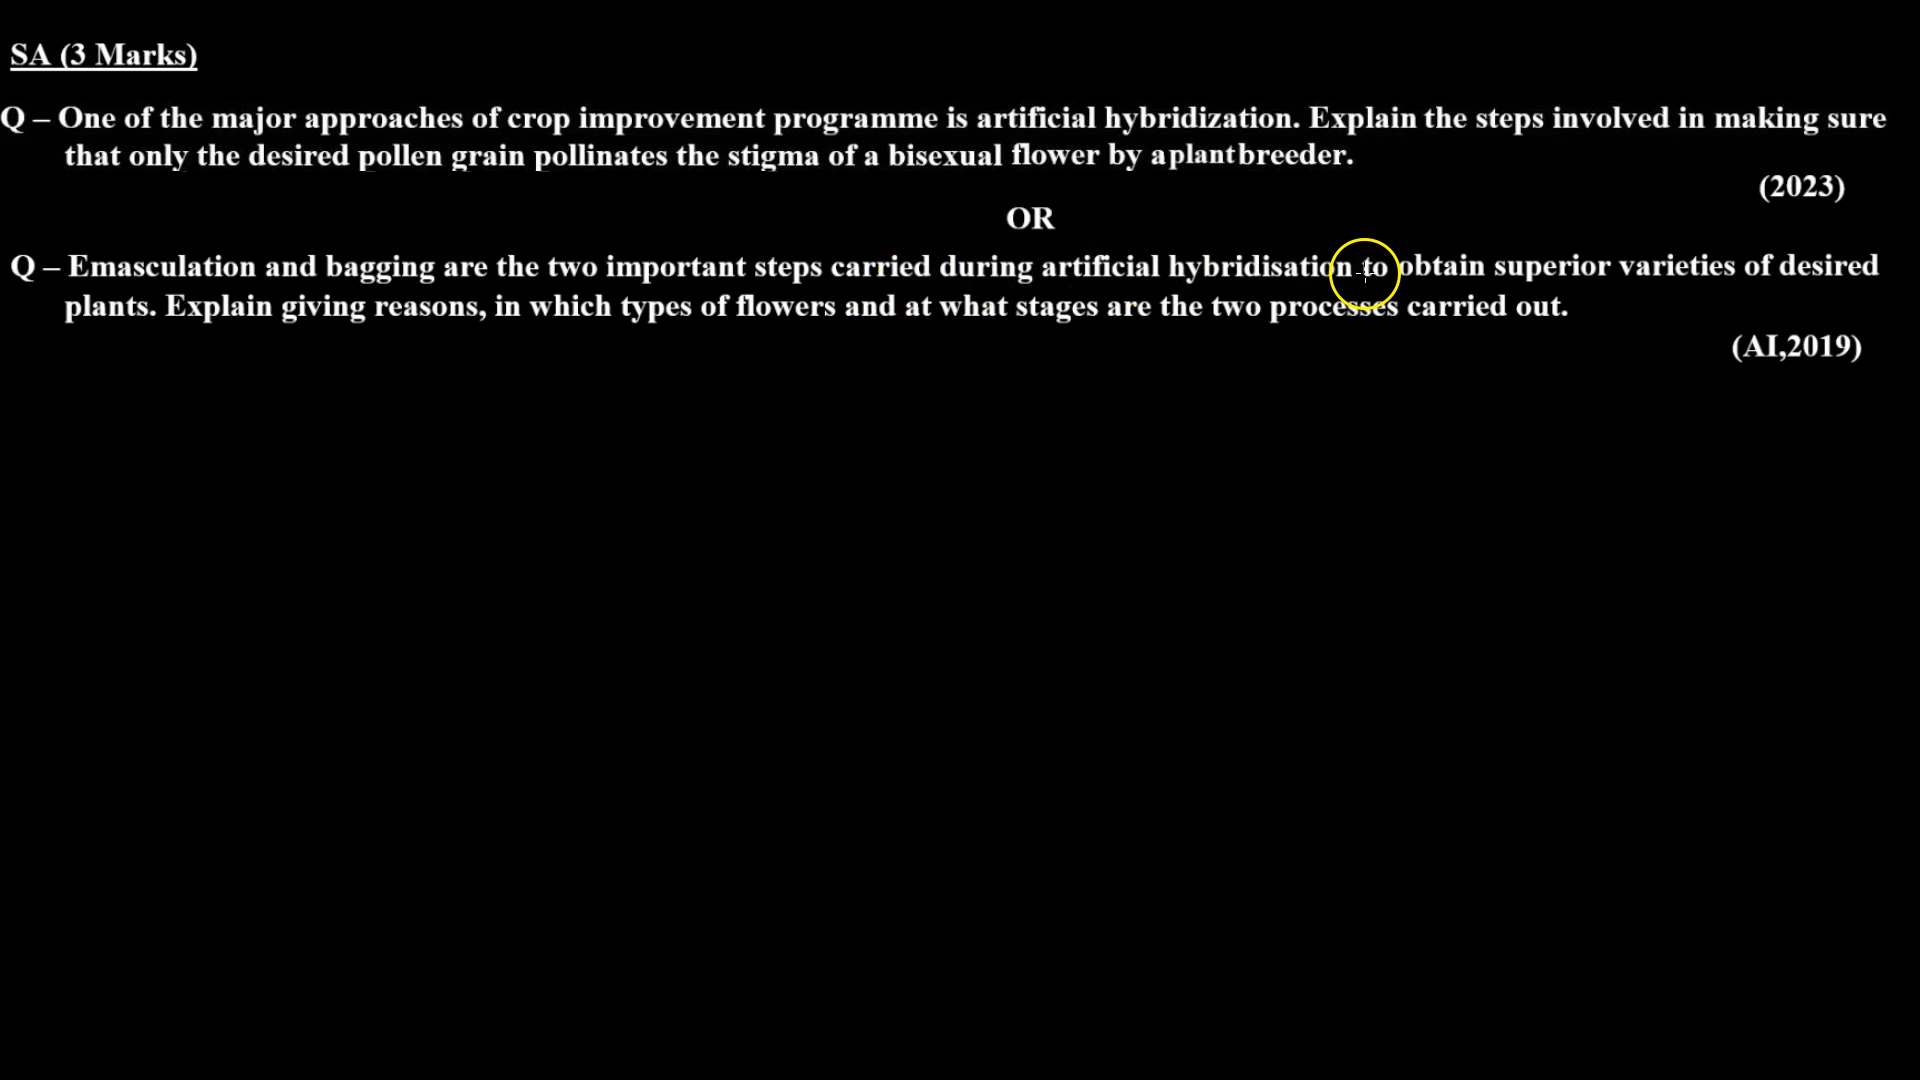 SA (3 Marks)
Q – One of the major approaches of crop improvement programme is artificial hybridization. Explain the steps involved in making sure
that only the desired pollen grain pollinates the stigma of a bisexual flower by a plant breeder.
(2023)
OR
Q – Emasculation and bagging are the two important steps carried during artificial hybridisation to obtain superior varieties of desired
plants. Explain giving reasons, in which types of flowers and at what stages are the two processes carried out.
(AI,2019)